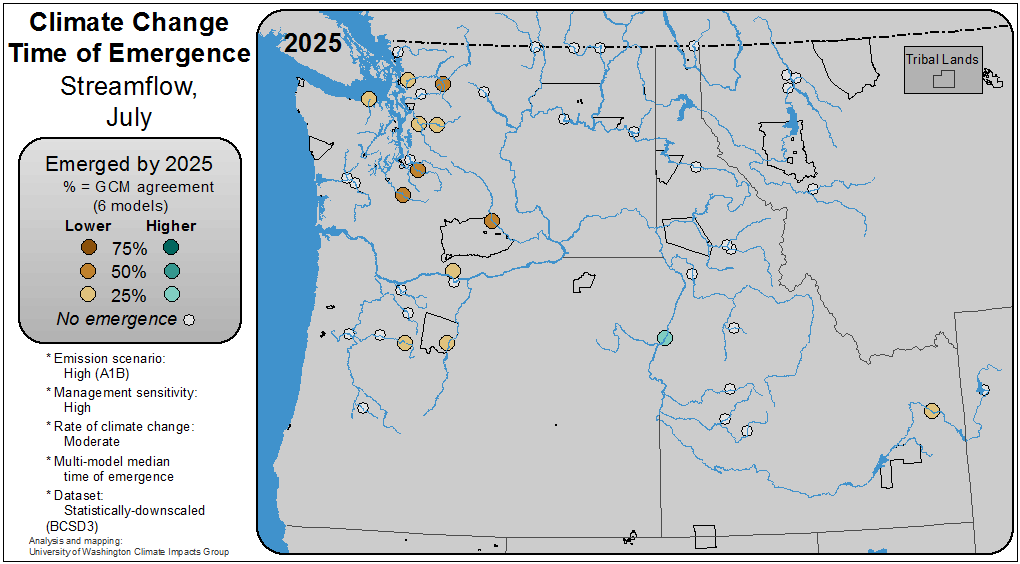 Climate Change
Time of Emergence
Streamflow,
July
Emerged by 2025
% = GCM agreement
(6 models)
Lower Higher
75%
50%
25%
No emergence
* Emission scenario:
High (A1B)
* Management sensitivity:
High
* Rate of climate change:
Moderate
* Multi-model median
time of emergence
* Dataset:
Statistically-downscaled
(BCSD3)
Analysis and mapping:
University of Washington Climate Impacts Group
2025
Tribal Lands